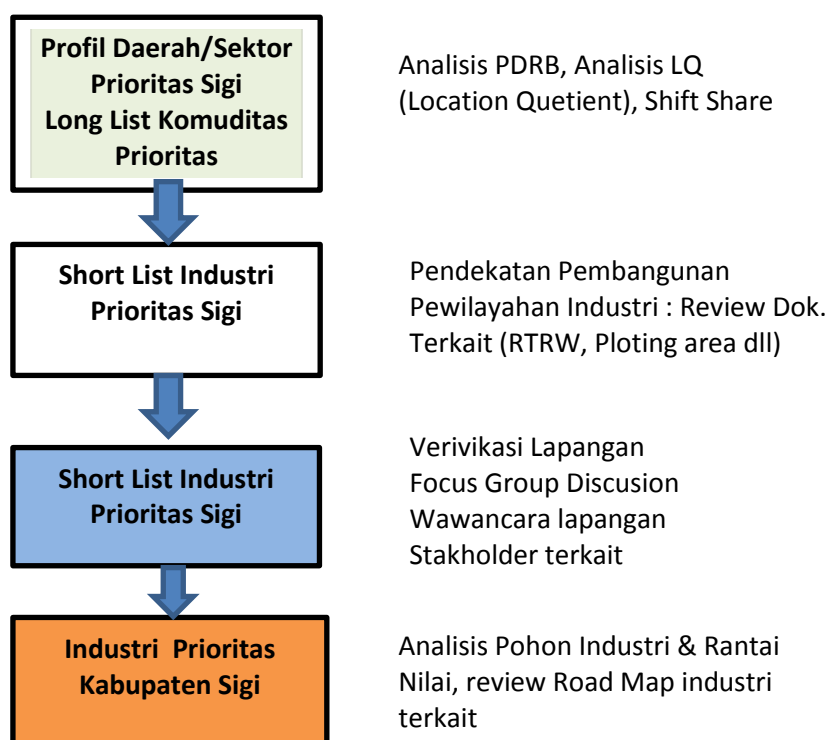 Profil Daerah/Sektor
Prioritas Sigi
Long List Komuditas
Prioritas
Analisis PDRB, Analisis LQ
(Location Quetient), Shift Share
Short List Industri
Prioritas Sigi
Pendekatan Pembangunan
Pewilayahan Industri : Review Dok.
Terkait (RTRW, Ploting area dll)
Short List Industri
Prioritas Sigi
Verivikasi Lapangan
Focus Group Discusion
Wawancara lapangan
Stakholder terkait
Industri Prioritas
Kabupaten Sigi
Analisis Pohon Industri & Rantai
Nilai, review Road Map industri
terkait